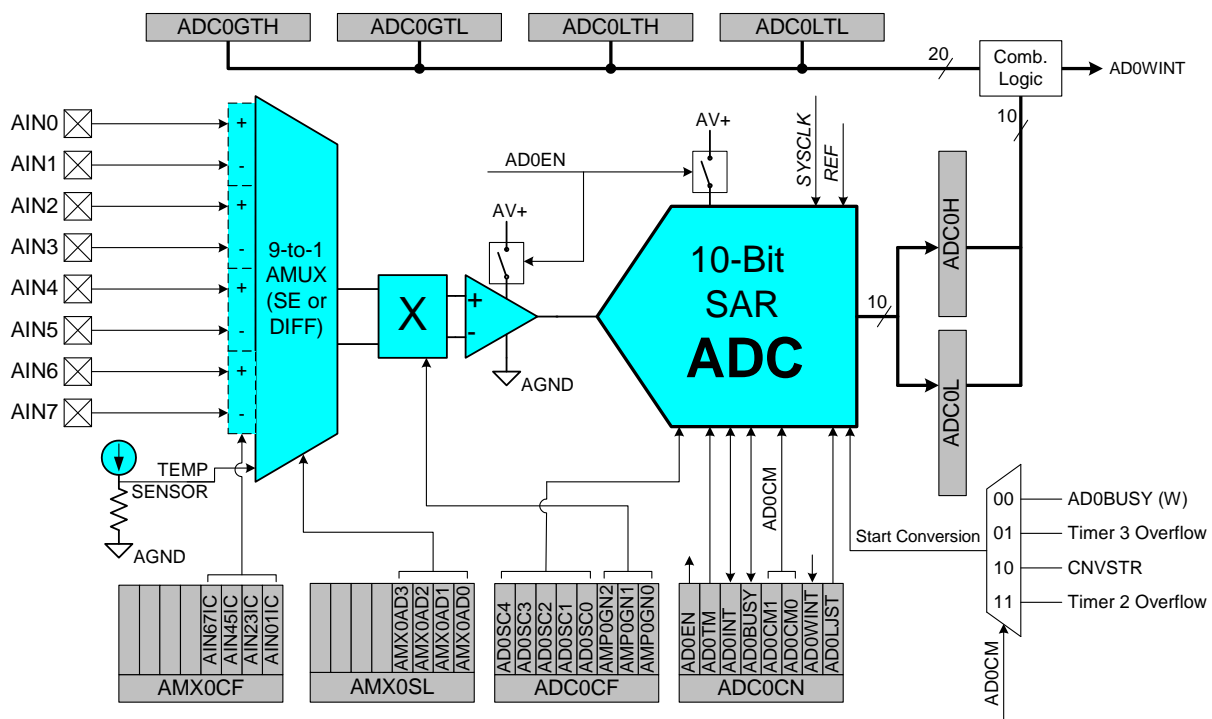 ADC0GTH
ADC0GTL
ADC0LTH
ADC0LTL
20
Comb.
Logic
AD0WINT
10
AIN0
AIN1
AIN2
AIN3
AIN4
AIN5
AIN6
AIN7
+
-
+
-
+
-
+
-
9-to-1
AMUX
(SE or
DIFF)
TEMP
SENSOR
AGND
X
+
-
AV+
AGND
AD0EN
AV+
SYSCLK
REF
10-Bit
SAR
ADC
10
ADC0H
ADC0L
Start Conversion
00
01
10
11
AD0BUSY (W)
Timer 3 Overflow
CNVSTR
Timer 2 Overflow
AD0CM
AD0CM
AIN67IC
AIN45IC
AIN23IC
AIN01IC
AMX0CF
AMX0AD3
AMX0AD2
AMX0AD1
AMX0AD0
AMX0SL
AD0SC4
AD0SC3
AD0SC2
AD0SC1
AD0SC0
AMP0GN2
AMP0GN1
AMP0GN0
ADC0CF
AD0EN
AD0TM
AD0INT
AD0BUSY
AD0CM1
AD0CM0
AD0WINT
AD0LJST
ADC0CN